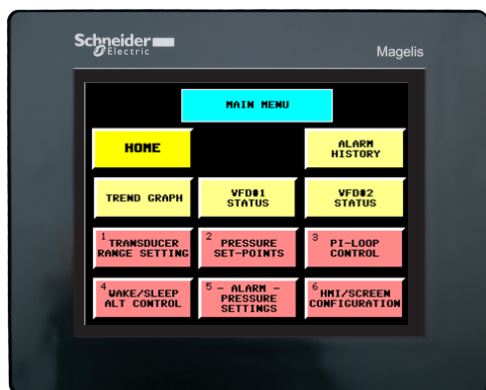 Schneider
Electric
Magelis
MAIN MENU
HOME
ALARM
HISTORY
TREND GRAPH
VFD#1
STATUS
VFD#2
STATUS
1
TRANSDUCER
RANGE SETTING
2
PRESSURE
SET-POINTS
3
PI-LOOP
CONTROL
4
WAKE/SLEEP
ALT CONTROL
5 - ALARM -
PRESSURE
SETTINGS
6
HMI/SCREEN
CONFIGURATION